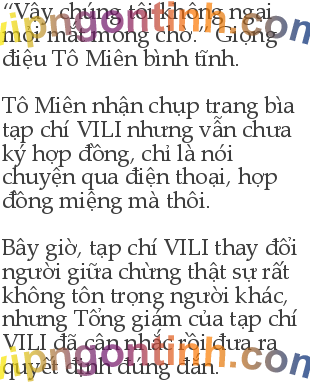 “Vậy chúng tôi không ngại
mỏi mắt mong chờ.” Giọng
điệu Tô Miên bình tĩnh.
Tô Miên nhận chụp trang bìa
tạp chí VILI nhưng vẫn chưa
ký hợp đồng, chỉ là nói
chuyện qua điện thoại, hợp
đồng miệng mà thôi.
Bây giờ, tạp chí VILI thay đổi
người giữa chừng thật sự rất
không tôn trọng người khác,
nhưng Tổng giám của tạp chí
VILI đã cân nhắc rồi đưa ra
quyết định đúng đắn.
vipngontinh.com
vipngontinh.com